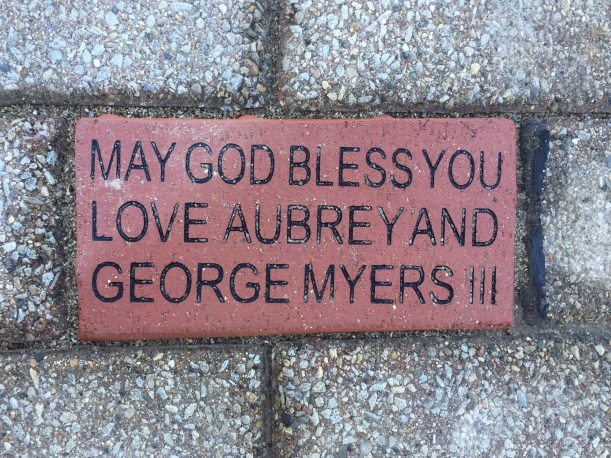 MAY GOD BLESS YOU
LOVE AUBREY AND
GEORGE MYERS III